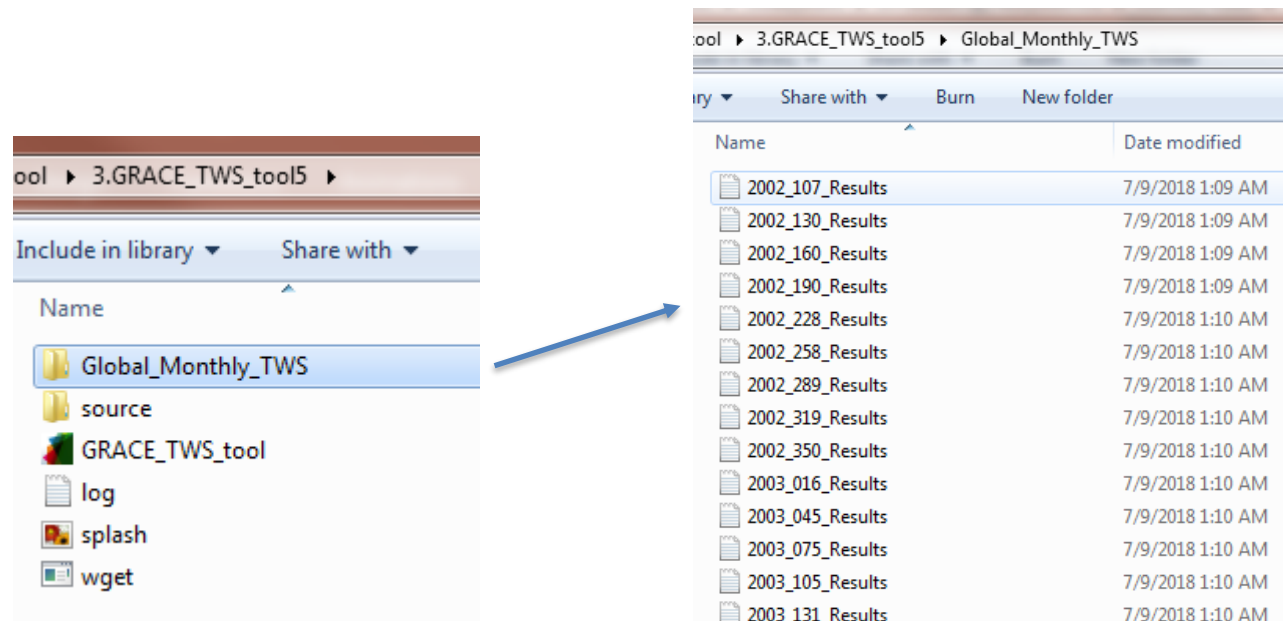 ool ▸ 3.GRACE_TWS_tool5 ▸
Include in library ▼ Share with ▼
Name
Global_Monthly_TWS
source
GRACE_TWS_tool
log
splash
wget
ool ▸ 3.GRACE_TWS_tool5 ▸ Global_Monthly_TWS
ry ▼ Share with ▼ Burn New folder
Name Date modified
2002_107_Results 7/9/2018 1:09 AM
2002_130_Results 7/9/2018 1:09 AM
2002_160_Results 7/9/2018 1:09 AM
2002_190_Results 7/9/2018 1:09 AM
2002_228_Results 7/9/2018 1:10 AM
2002_258_Results 7/9/2018 1:10 AM
2002_289_Results 7/9/2018 1:10 AM
2002_319_Results 7/9/2018 1:10 AM
2002_350_Results 7/9/2018 1:10 AM
2003_016_Results 7/9/2018 1:10 AM
2003_045_Results 7/9/2018 1:10 AM
2003_075_Results 7/9/2018 1:10 AM
2003_105_Results 7/9/2018 1:10 AM
2003_131_Results 7/9/2018 1:10 AM